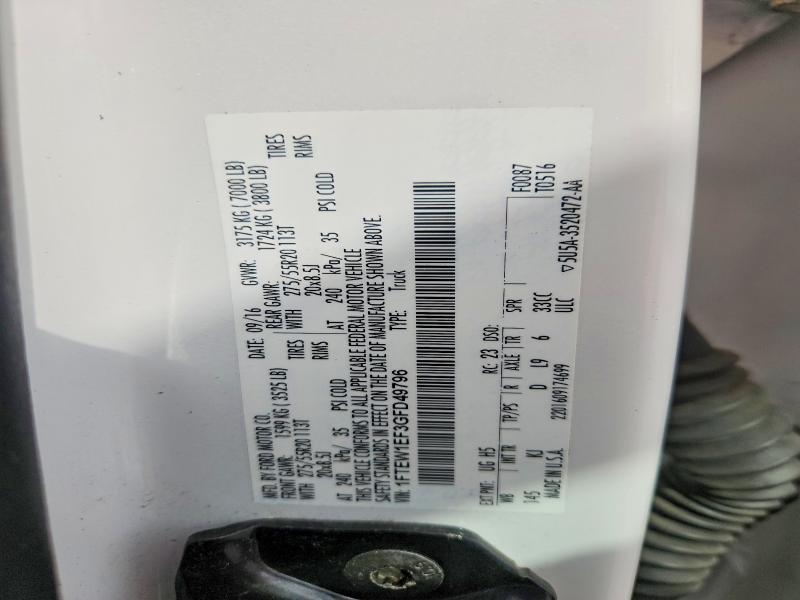 MFD. BY FORD MOTOR CO.
DATE: 09/16 GVWR: 3175 KG (7000 LB)
FRONT GAWR: 1599 KG (3525 LB) REAR GAWR: 1724 KG (3800 LB)
WITH 275/55R20 113T TIRES WITH 275/55R20 113T TIRES
20x8.5J RIMS 20x8.5J RIMS
AT 240 kPa/ 35 PSI COLD AT 240 kPa/ 35 PSI COLD
THIS VEHICLE CONFORMS TO ALL APPLICABLE FEDERAL MOTOR VEHICLE
SAFETY STANDARDS IN EFFECT ON THE DATE OF MANUFACTURE SHOWN ABOVE.
VIN: 1FTEW1EF3GFD49796 TYPE: Truck
F0087
T0516
EXT PNT: UG H5 RC: 23 DSO:
WB INT TR TP/PS R AXLE TR SPR
145 KJ D L9 6 33CC
MADE IN U.S.A. 2201609174699 ULC
▽5U5A-3520472-AA